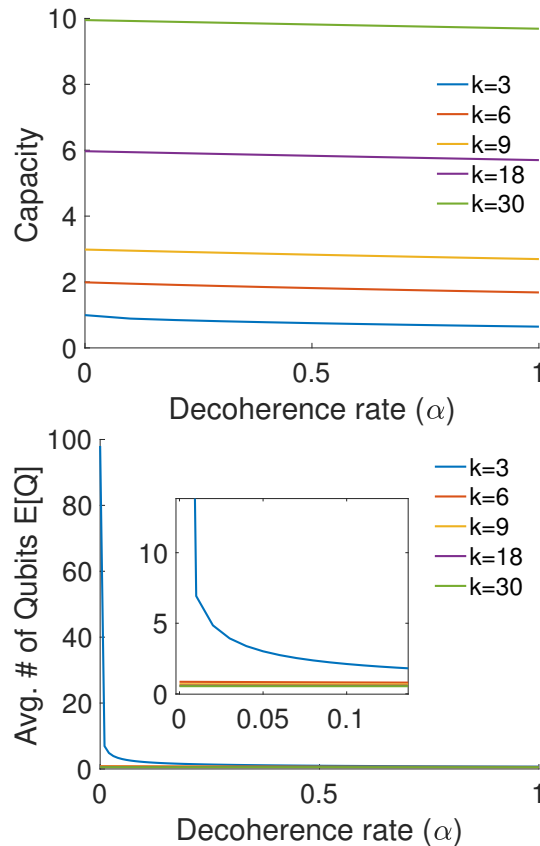 10
8
6
4
2
0
Capacity
k=3
k=6
k=9
k=18
k=30
0
0.5
1
Decoherence rate (α)
100
80
60
40
20
0
Avg. # of Qubits E[Q]
10
5
0
0
0.05
0.1
k=3
k=6
k=9
k=18
k=30
0
0.5
1
Decoherence rate (α)